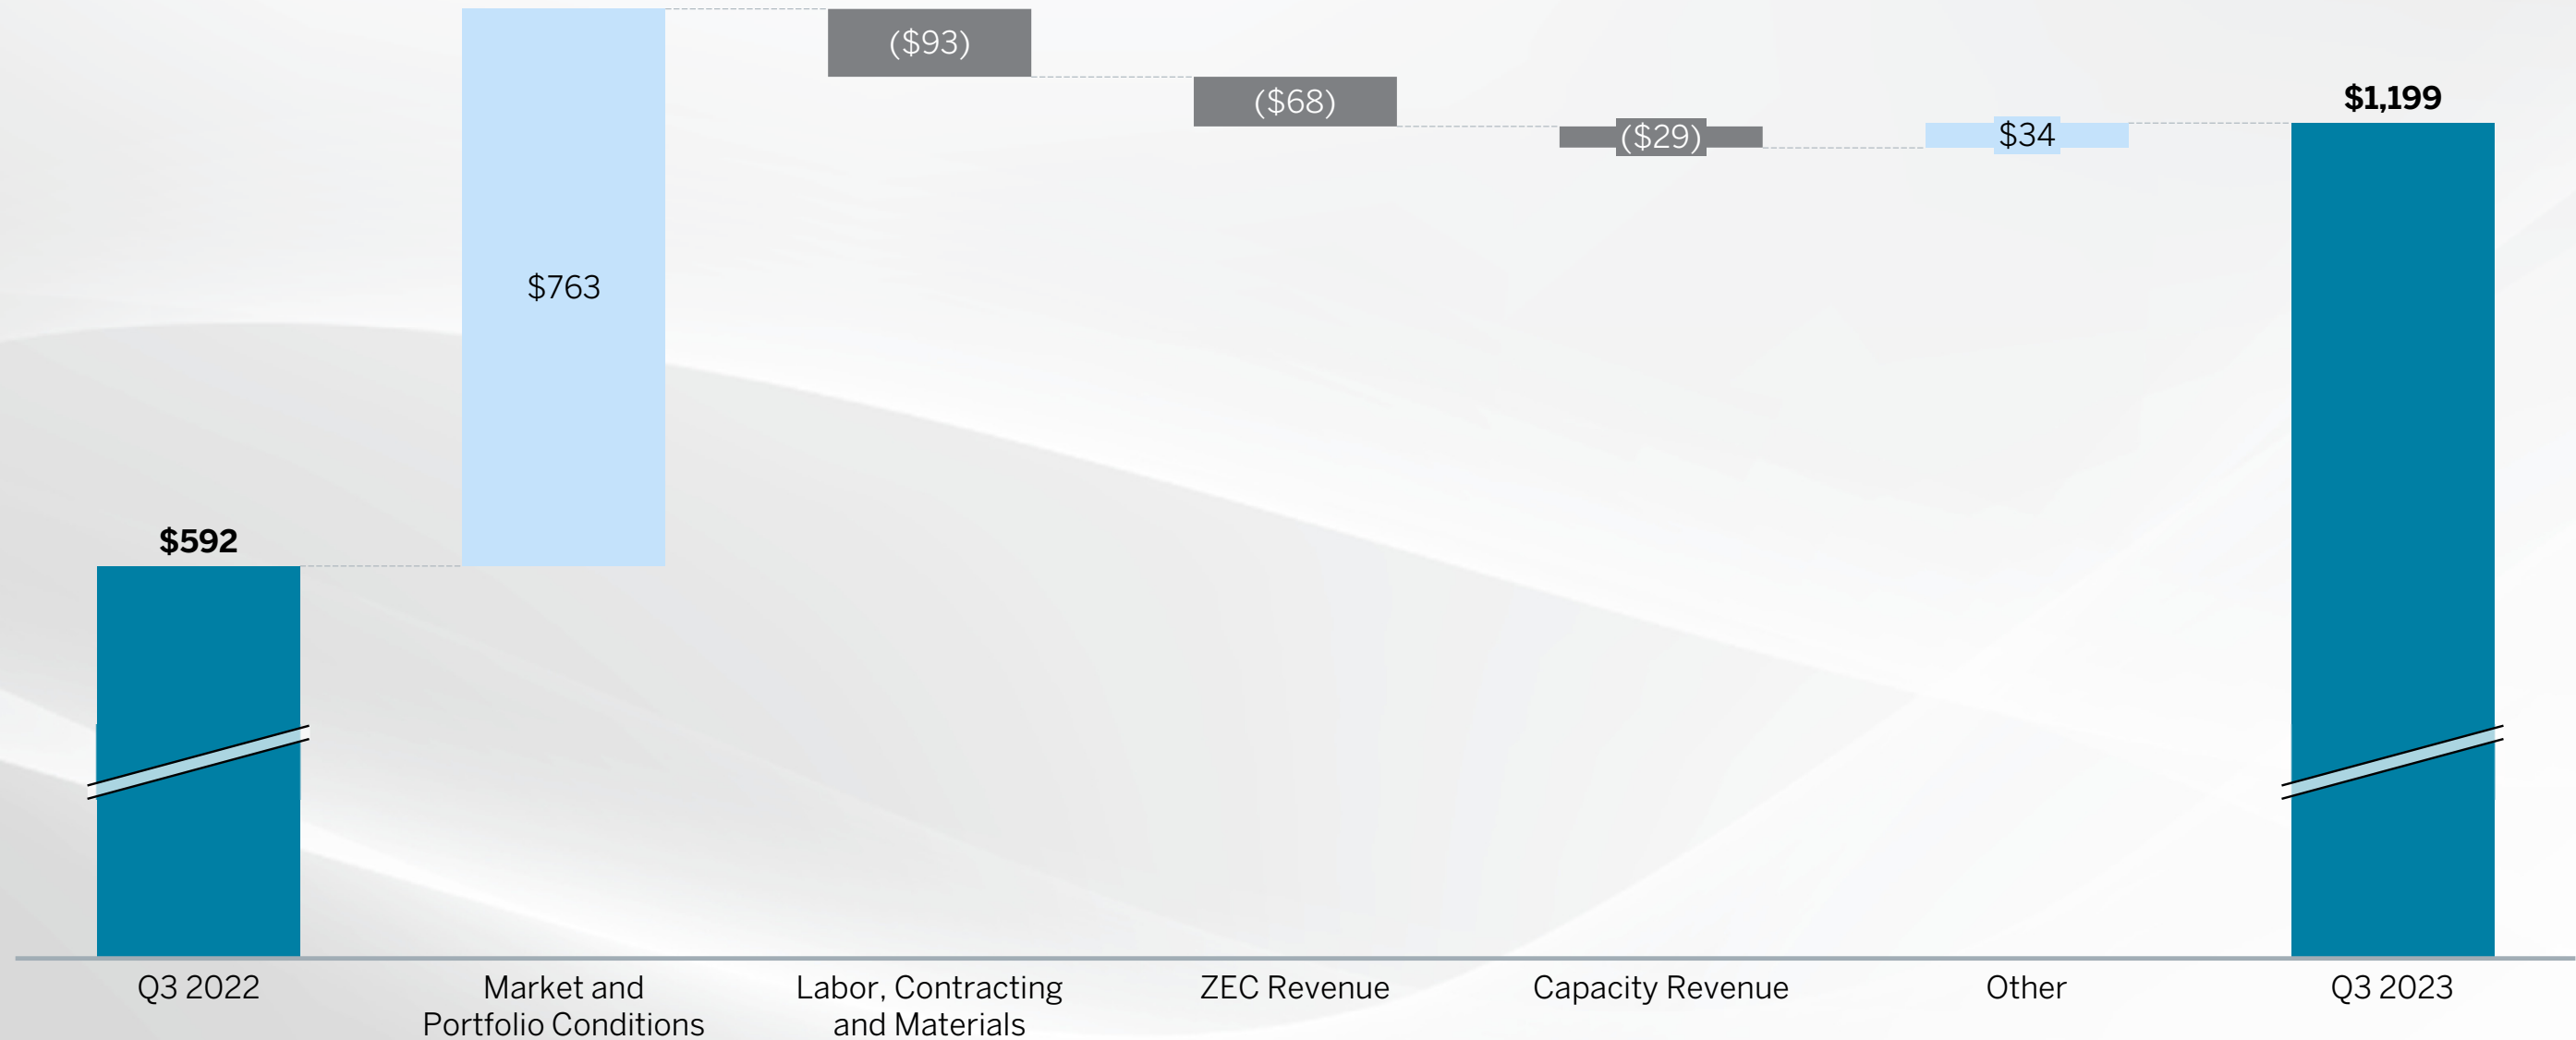 ($93)
($68)
$1,199
($29)
$34
$763
$592
Q3 2022
Market and
Portfolio Conditions
Labor, Contracting
and Materials
ZEC Revenue
Capacity Revenue
Other
Q3 2023